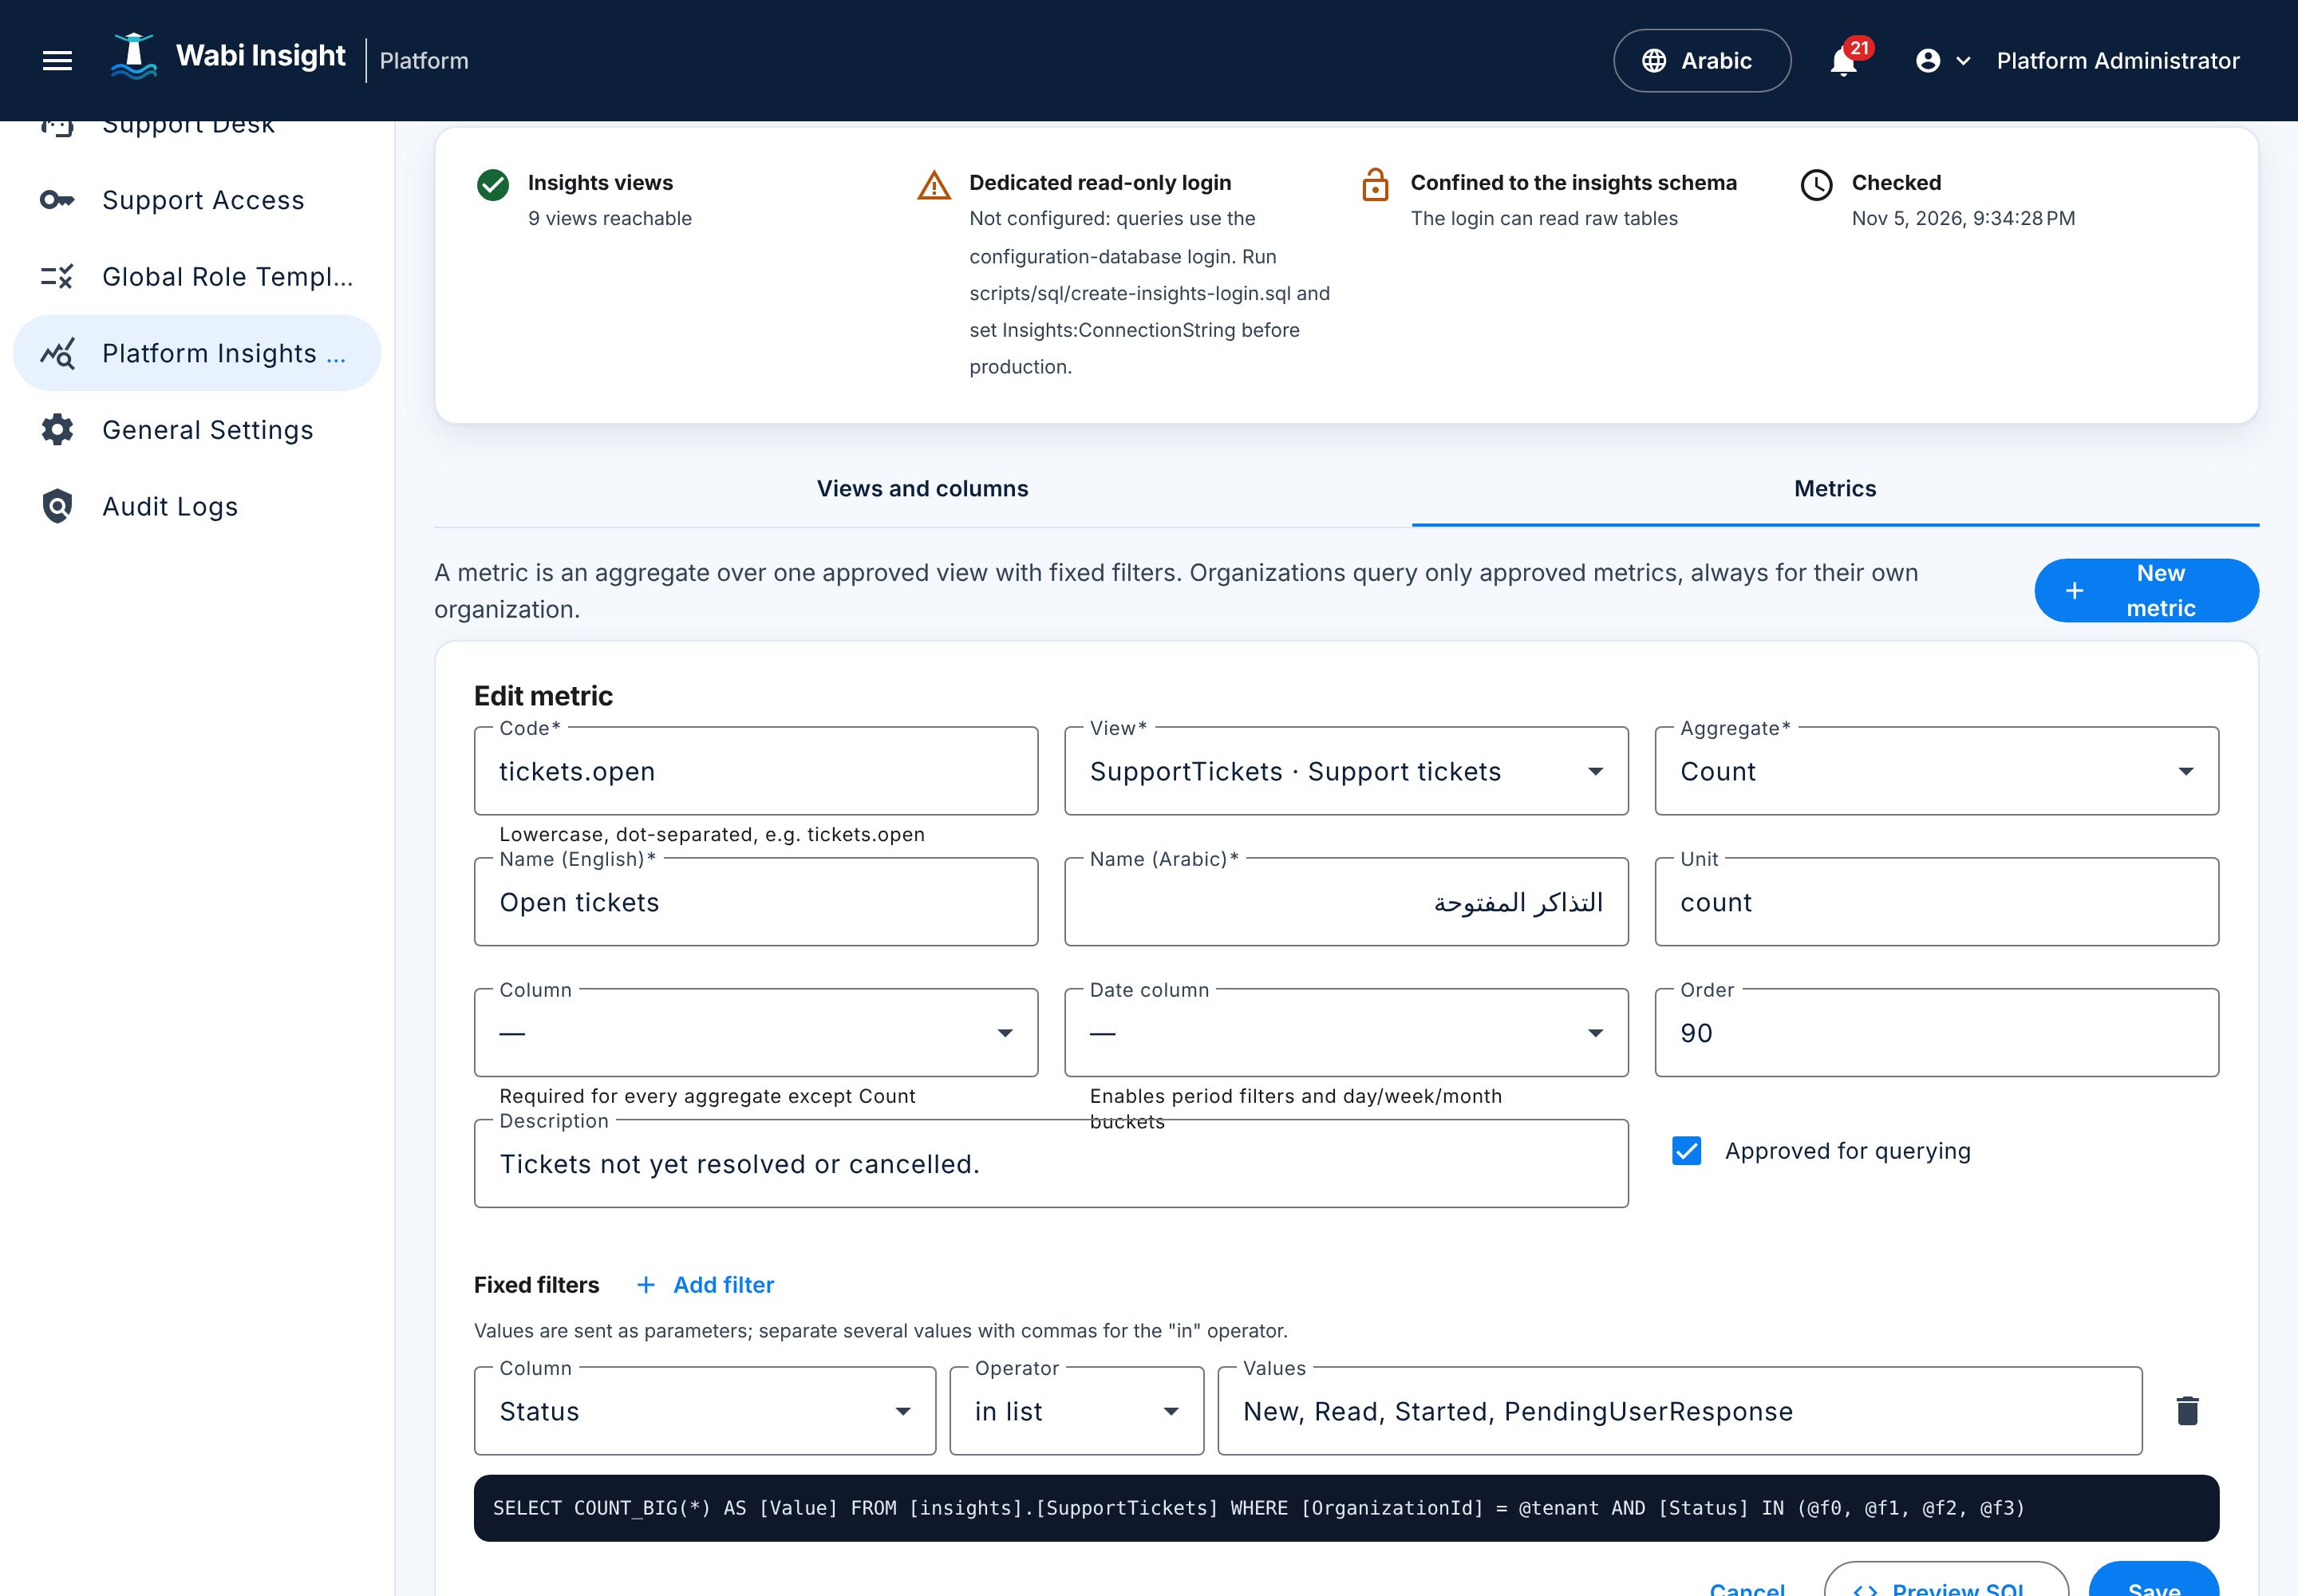 Wabi Insight
Platform
Arabic
21
Platform Administrator
Support Desk
Support Access
Global Role Templ...
Platform Insights ...
General Settings
Audit Logs
Insights views
9 views reachable
Dedicated read-only login
Not configured: queries use the
configuration-database login. Run
scripts/sql/create-insights-login.sql and
set Insights:ConnectionString before
production.
Confined to the insights schema
The login can read raw tables
Checked
Nov 5, 2026, 9:34:28 PM
Views and columns
Metrics
A metric is an aggregate over one approved view with fixed filters. Organizations query only approved metrics, always for their own
organization.
New
metric
Edit metric
Code*
tickets.open
Lowercase, dot-separated, e.g. tickets.open
View*
SupportTickets · Support tickets
Aggregate*
Count
Name (English)*
Open tickets
Name (Arabic)*
التذاكر المفتوحة
Unit
count
Column
—
Required for every aggregate except Count
Date column
—
Enables period filters and day/week/month
buckets
Order
90
Description
Tickets not yet resolved or cancelled.
Approved for querying
Fixed filters
Add filter
Values are sent as parameters; separate several values with commas for the "in" operator.
Column
Status
Operator
in list
Values
New, Read, Started, PendingUserResponse
SELECT COUNT_BIG(*) AS [Value] FROM [insights].[SupportTickets] WHERE [OrganizationId] = @tenant AND [Status] IN (@f0, @f1, @f2, @f3)
Cancel
Preview SQL
Save